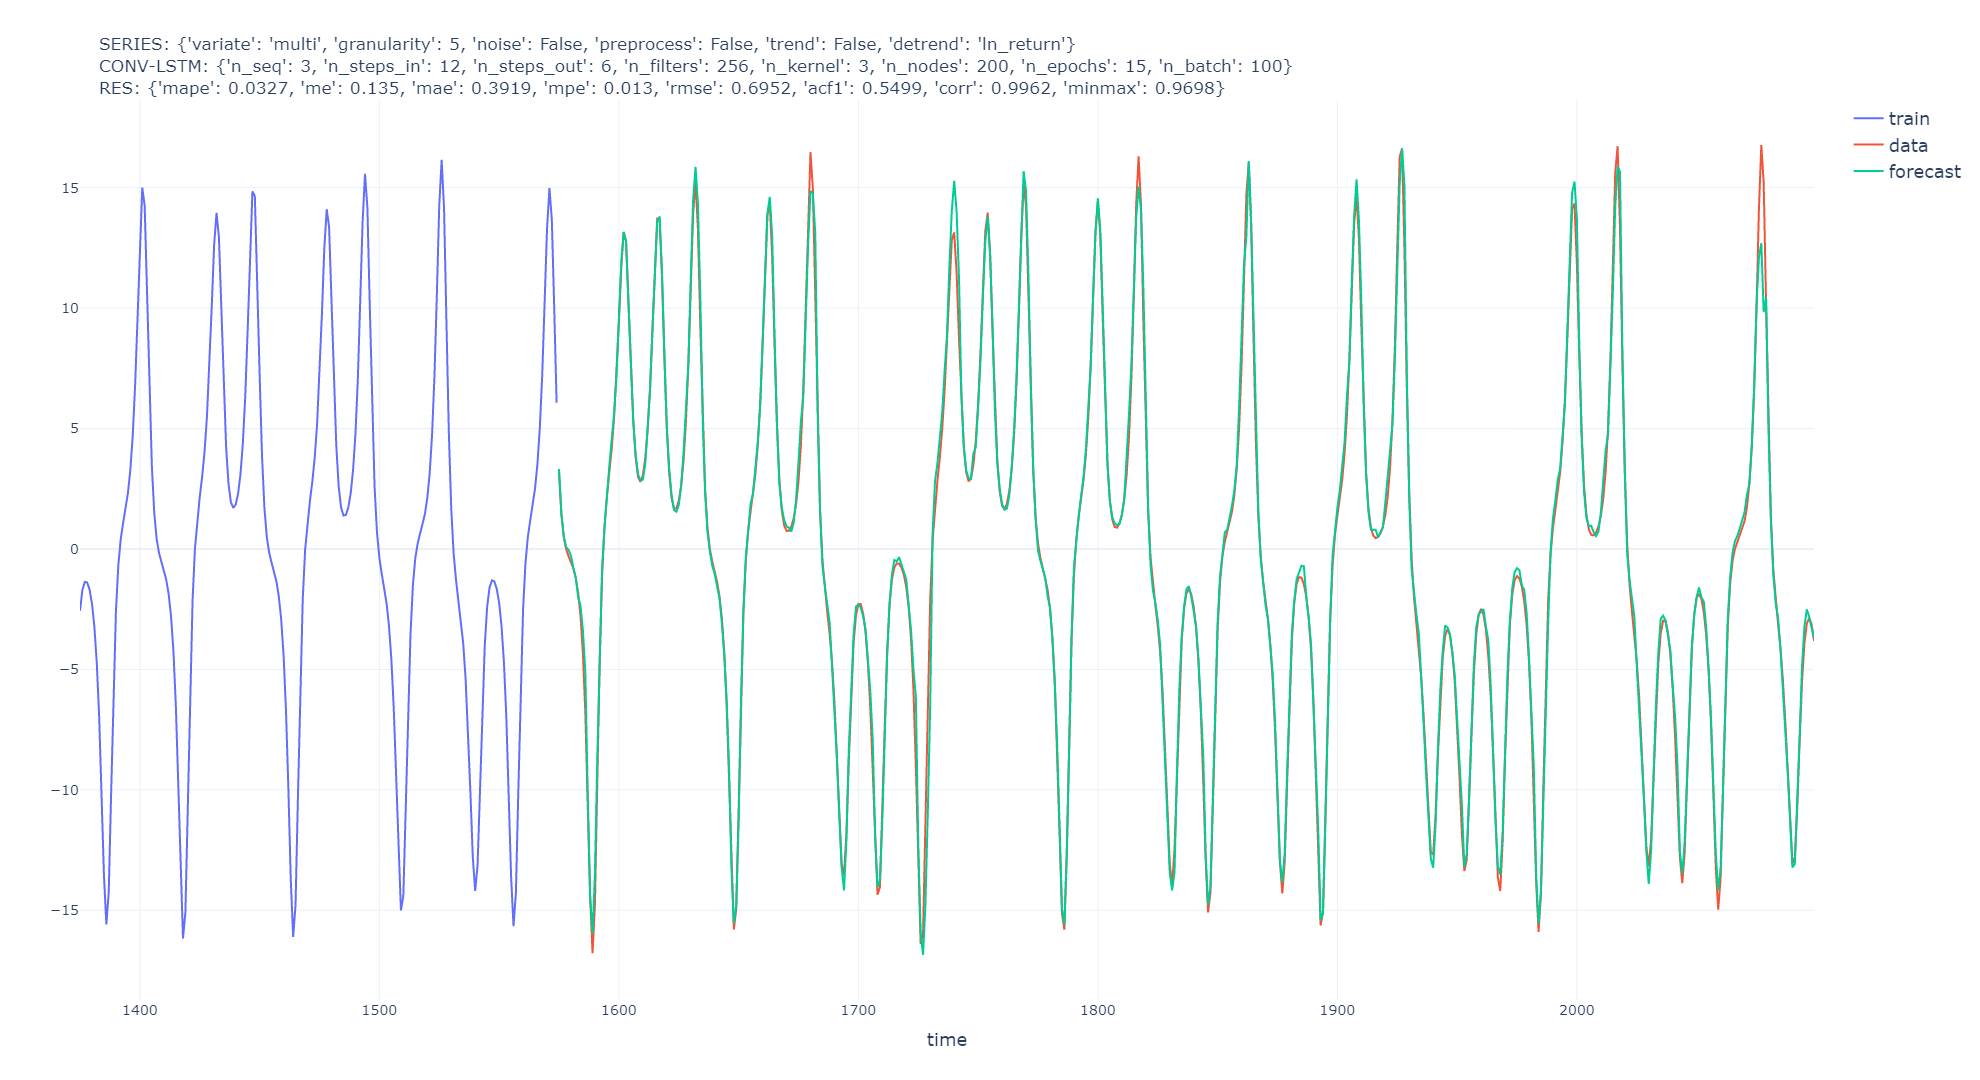 SERIES: {'variate': 'multi', 'granularity': 5, 'noise': False, 'preprocess': False, 'trend': False, 'detrend': 'ln_return'}
CONV-LSTM: {'n_seq': 3, 'n_steps_in': 12, 'n_steps_out': 6, 'n_filters': 256, 'n_kernel': 3, 'n_nodes': 200, 'n_epochs': 15, 'n_batch': 100}
RES: {'mape': 0.0327, 'me': 0.135, 'mae': 0.3919, 'mpe': 0.013, 'rmse': 0.6952, 'acf1': 0.5499, 'corr': 0.9962, 'minmax': 0.9698}
train
data
forecast
15
10
5
0
−5
−10
−15
1400
1500
1600
1700
1800
1900
2000
time